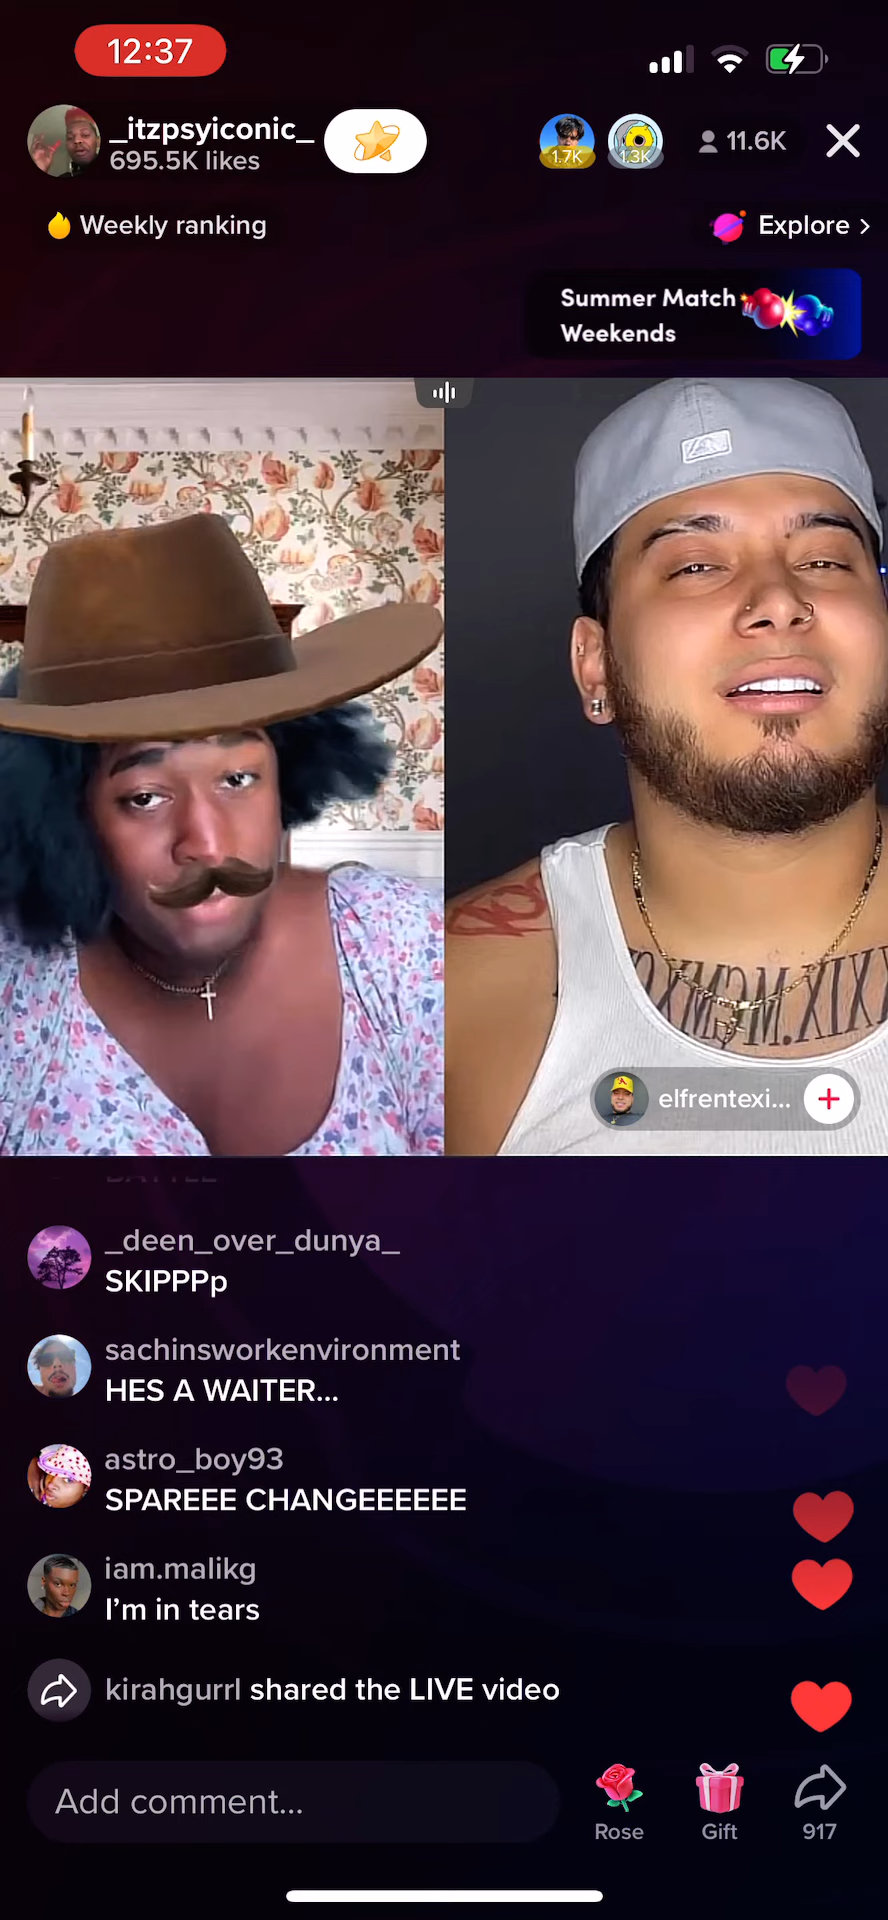 12:37
_itzpsyiconic_
695.5K likes
1.7K
1.3K
11.6K
Weekly ranking
Explore >
Summer Match
Weekends
elfrentexi...
BATTLE
_deen_over_dunya_
SKIPPPp
sachinsworkenvironment
HES A WAITER...
astro_boy93
SPAREEE CHANGEEEEEE
iam.malikg
I'm in tears
kirahgurrl shared the LIVE video
Add comment...
Rose
Gift
917